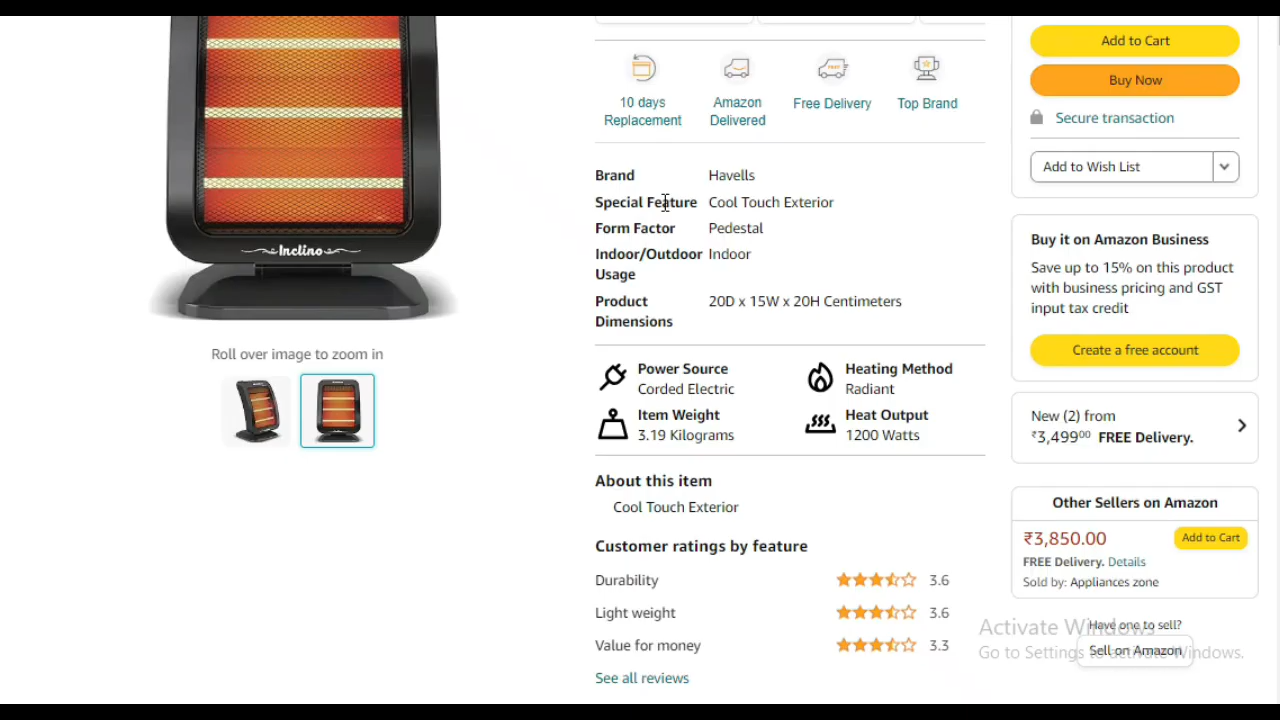 Inclino
Roll over image to zoom in
10 days
Replacement
Amazon
Delivered
Free Delivery
Top Brand
Brand Havells
Special Feature Cool Touch Exterior
Form Factor Pedestal
Indoor/Outdoor Indoor
Usage
Product 20D x 15W x 20H Centimeters
Dimensions
Power Source
Corded Electric
Heating Method
Radiant
Item Weight
3.19 Kilograms
Heat Output
1200 Watts
About this item
Cool Touch Exterior
Customer ratings by feature
Durability 3.6
Light weight 3.6
Value for money 3.3
See all reviews
Add to Cart
Buy Now
Secure transaction
Add to Wish List
Buy it on Amazon Business
Save up to 15% on this product
with business pricing and GST
input tax credit
Create a free account
New (2) from
₹3,499⁰⁰ FREE Delivery.
Other Sellers on Amazon
₹3,850.00 Add to Cart
FREE Delivery. Details
Sold by: Appliances zone
Have one to sell?
Sell on Amazon
Activate Windows
Go to Settings to activate Windows.